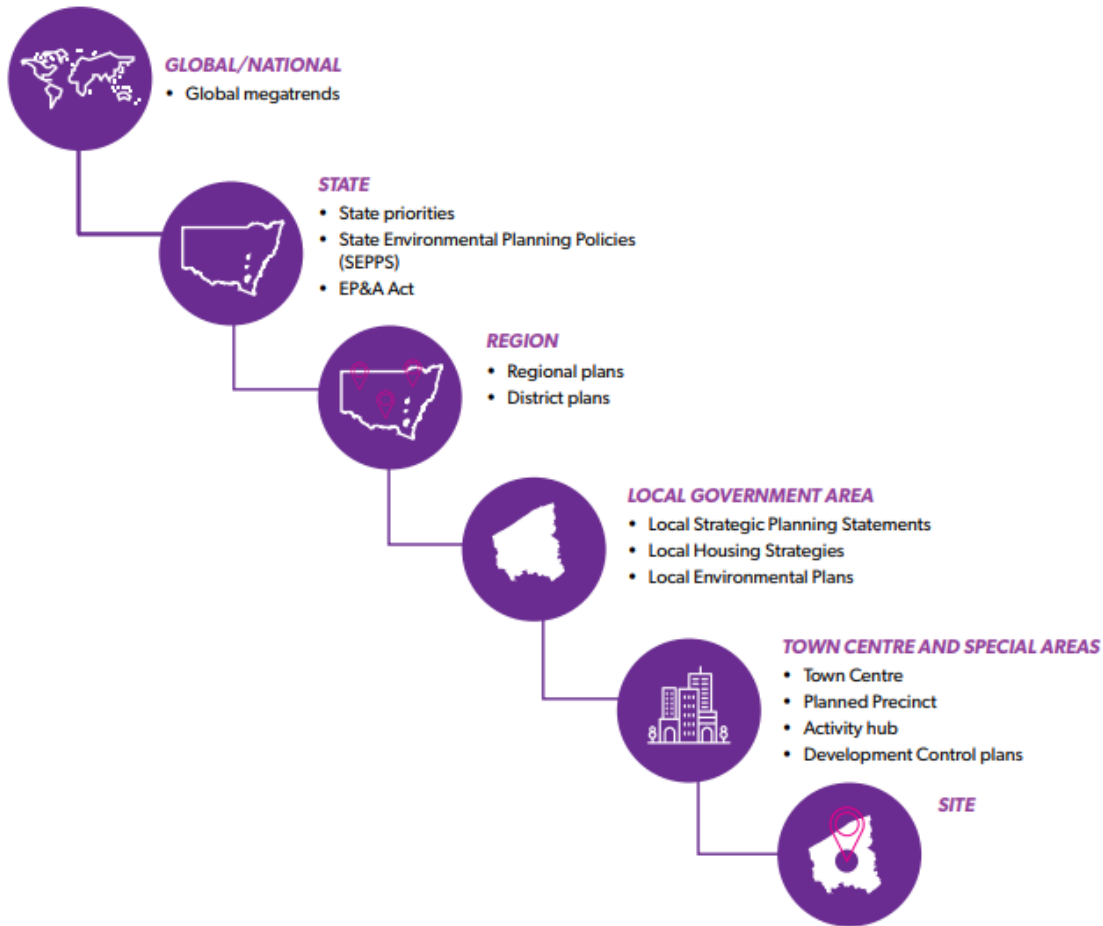 GLOBAL/NATIONAL
• Global megatrends
STATE
• State priorities
• State Environmental Planning Policies
(SEPPS)
• EP&A Act
REGION
• Regional plans
• District plans
LOCAL GOVERNMENT AREA
• Local Strategic Planning Statements
• Local Housing Strategies
• Local Environmental Plans
TOWN CENTRE AND SPECIAL AREAS
• Town Centre
• Planned Precinct
• Activity hub
• Development Control plans
SITE